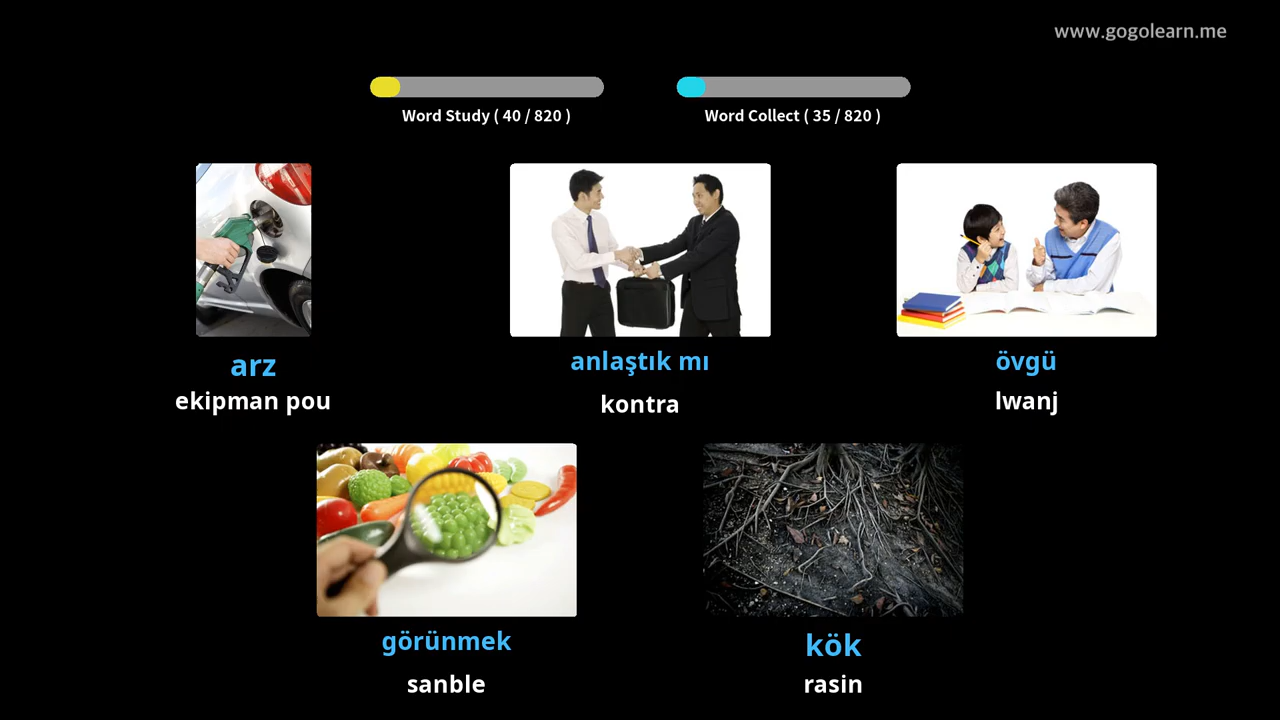 www.gogolearn.me
Word Study ( 40 / 820 )
Word Collect ( 35 / 820 )
arz
ekipman pou
anlaştık mı
kontra
övgü
lwanj
görünmek
sanble
kök
rasin